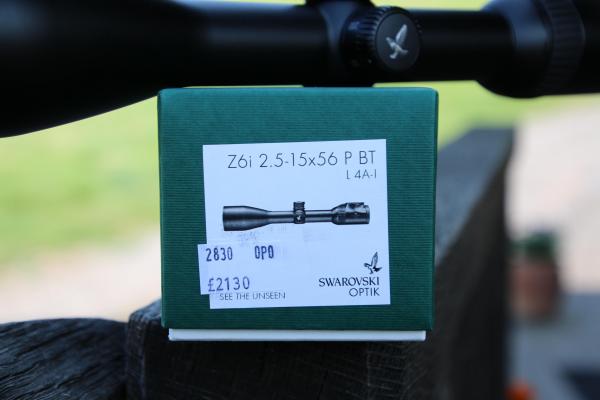 Z6i 2.5-15x56 P BT
L 4A-I
2830 OPO
£2130
SEE THE UNSEEN
SWAROVSKI
OPTIK